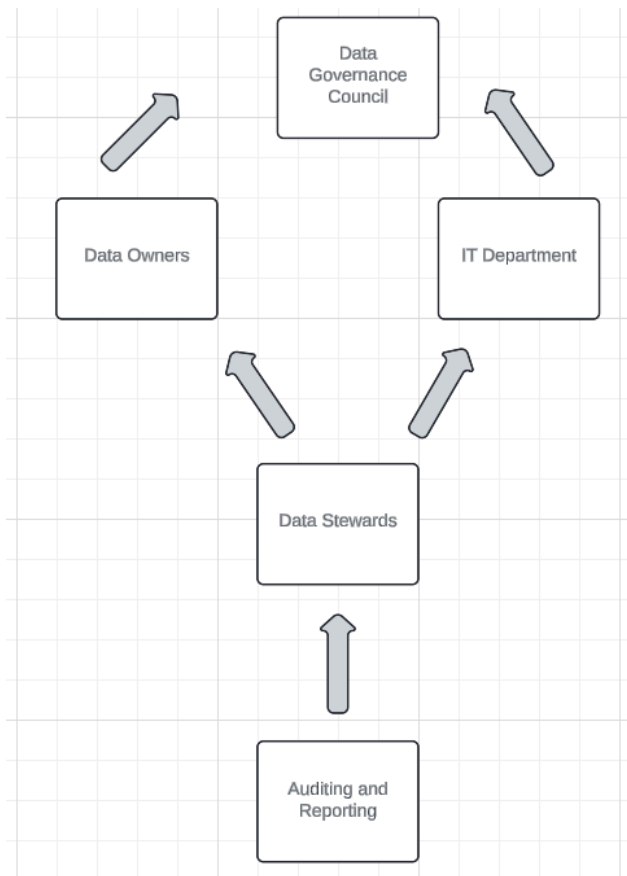 Data
Governance
Council
Data Owners
IT Department
Data Stewards
Auditing and
Reporting